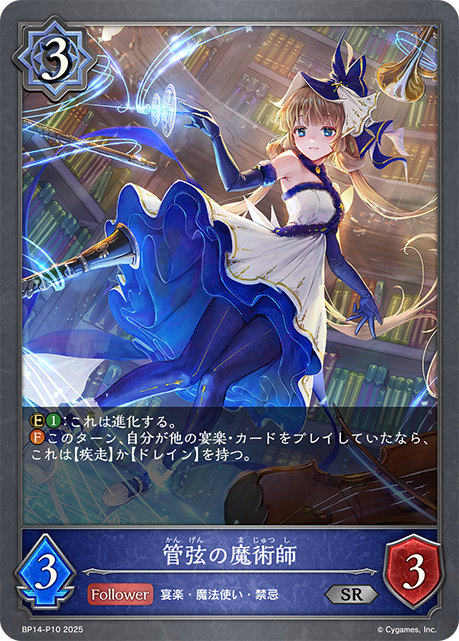 3
E 1：これは進化する。
F このターン、自分が他の宴楽・カードをプレイしていたなら、
これは【疾走】か【ドレイン】を持つ。
かん げん ま じゅつ し
管弦の魔術師
3 Follower 宴楽・魔法使い・禁忌 SR 3
BP14-P10 2025 © Cygames, Inc.